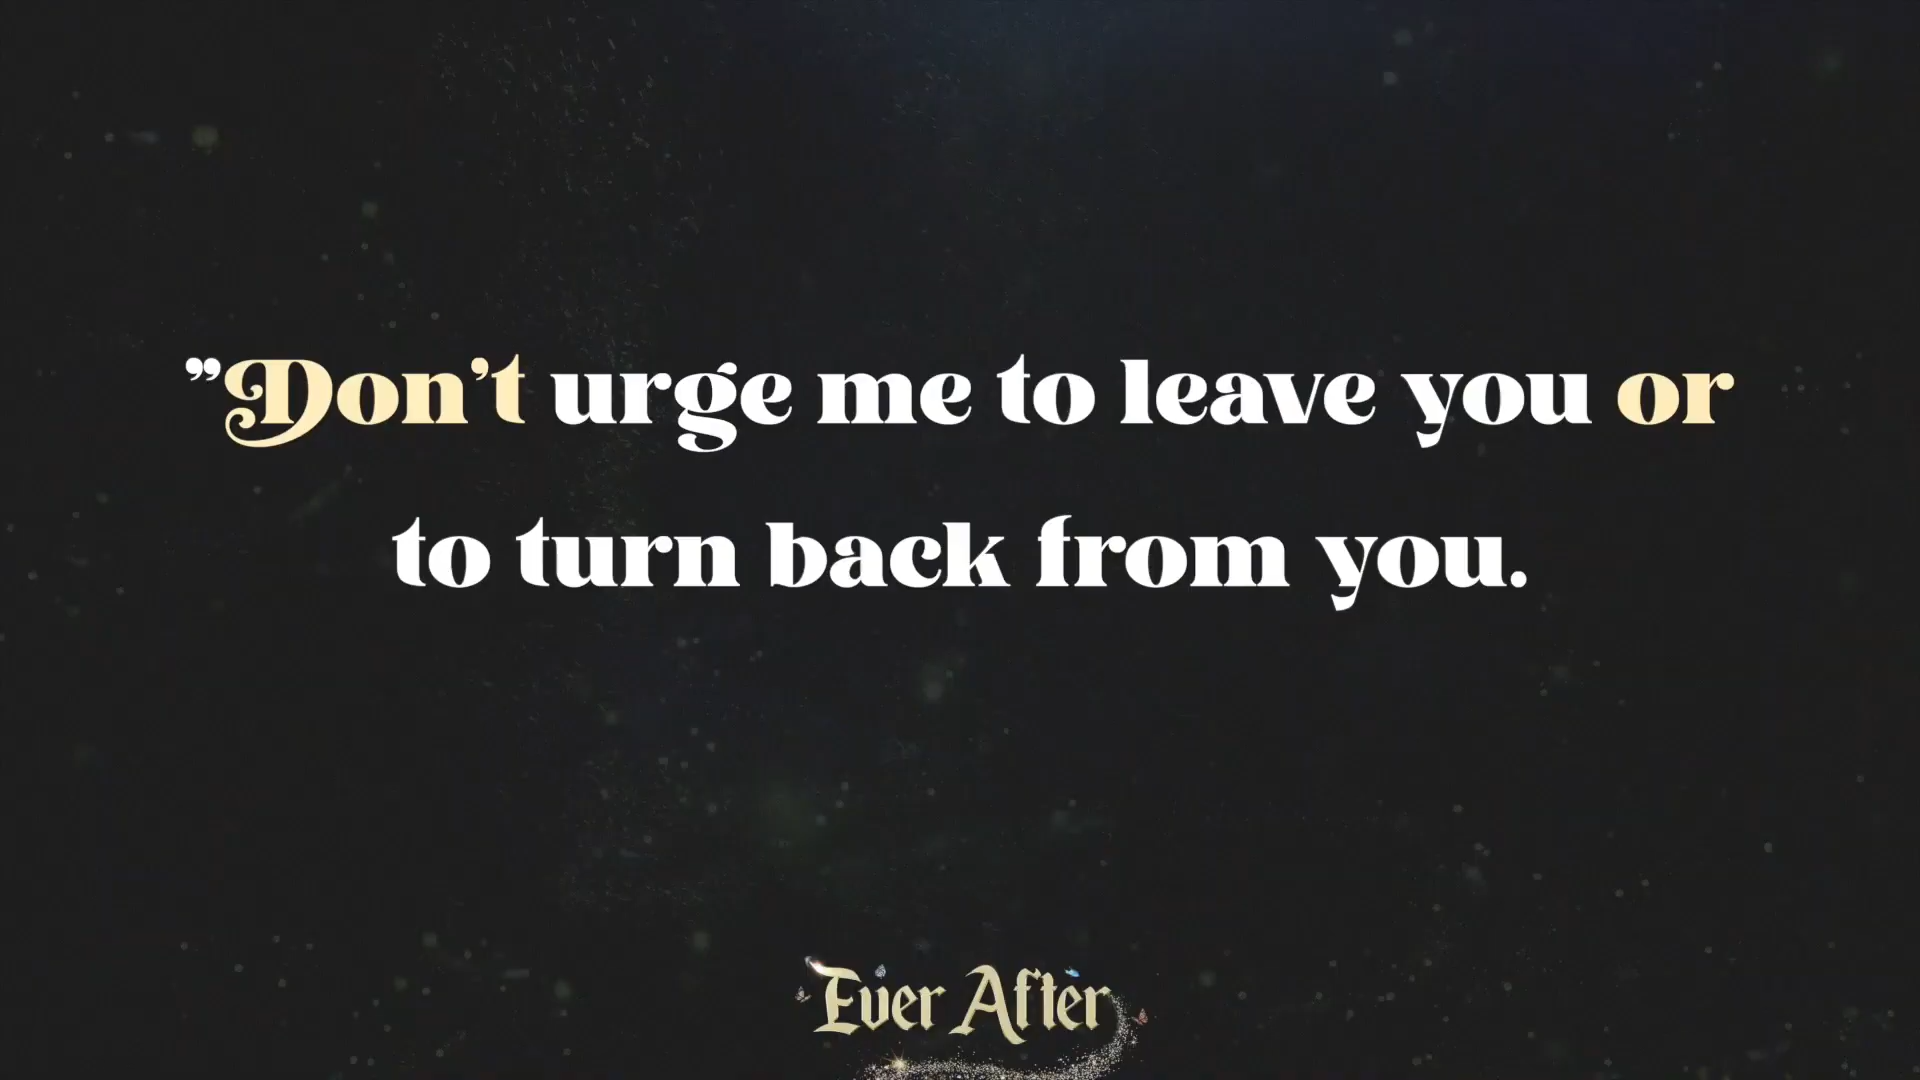 ”Don’t urge me to leave you or
to turn back from you.
Ever After